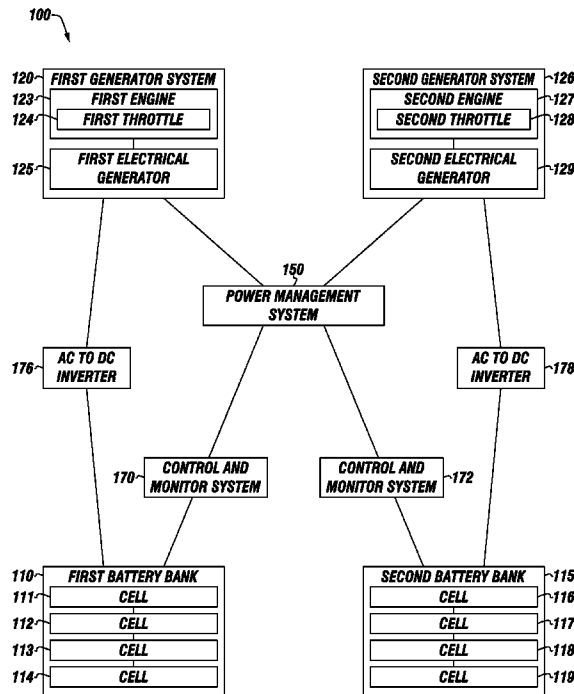 100
120 FIRST GENERATOR SYSTEM
123 FIRST ENGINE
124 FIRST THROTTLE
125 FIRST ELECTRICAL
GENERATOR
SECOND GENERATOR SYSTEM 126
SECOND ENGINE 127
SECOND THROTTLE 128
SECOND ELECTRICAL
GENERATOR 129
150
POWER MANAGEMENT
SYSTEM
176 AC TO DC
INVERTER
AC TO DC
INVERTER 178
170 CONTROL AND
MONITOR SYSTEM
CONTROL AND
MONITOR SYSTEM 172
110 FIRST BATTERY BANK
111 CELL
112 CELL
113 CELL
114 CELL
SECOND BATTERY BANK 115
CELL 116
CELL 117
CELL 118
CELL 119